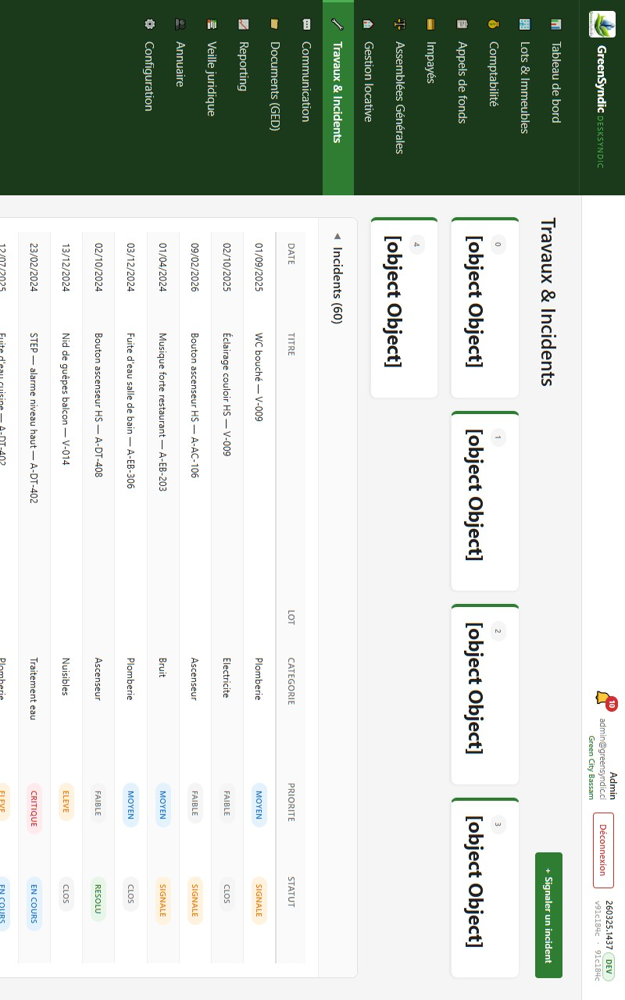 GreenSyndic DESKSYNDIC
Tableau de bord
Lots & Immeubles
Comptabilité
Appels de fonds
Impayés
Assemblées Générales
Gestion locative
Travaux & Incidents
Communication
Documents (GED)
Reporting
Veille juridique
Annuaire
Configuration
10
Admin
admin@greensyndic.ci
Green City Bassam
Déconnexion
260325.1437 DEV
v91c184c · 91c184c
Travaux & Incidents
+ Signaler un incident
0
[object Object]
1
[object Object]
2
[object Object]
3
[object Object]
4
[object Object]
▼ Incidents (60)
DATE TITRE LOT CATEGORIE PRIORITE STATUT
01/09/2025 WC bouché — V-009 Plomberie MOYEN SIGNALE
02/10/2025 Éclairage couloir HS — V-009 Electricite FAIBLE CLOS
09/02/2026 Bouton ascenseur HS — A-AC-106 Ascenseur FAIBLE SIGNALE
01/04/2024 Musique forte restaurant — A-EB-203 Bruit MOYEN SIGNALE
03/12/2024 Fuite d'eau salle de bain — A-EB-306 Plomberie MOYEN CLOS
02/10/2024 Bouton ascenseur HS — A-DT-408 Ascenseur FAIBLE RESOLU
13/12/2024 Nid de guêpes balcon — V-014 Nuisibles ELEVE CLOS
23/02/2024 STEP — alarme niveau haut — A-DT-402 Traitement eau CRITIQUE EN COURS
12/07/2025 Fuite d'eau cuisine — A-DT-402 Plomberie ELEVE EN COURS